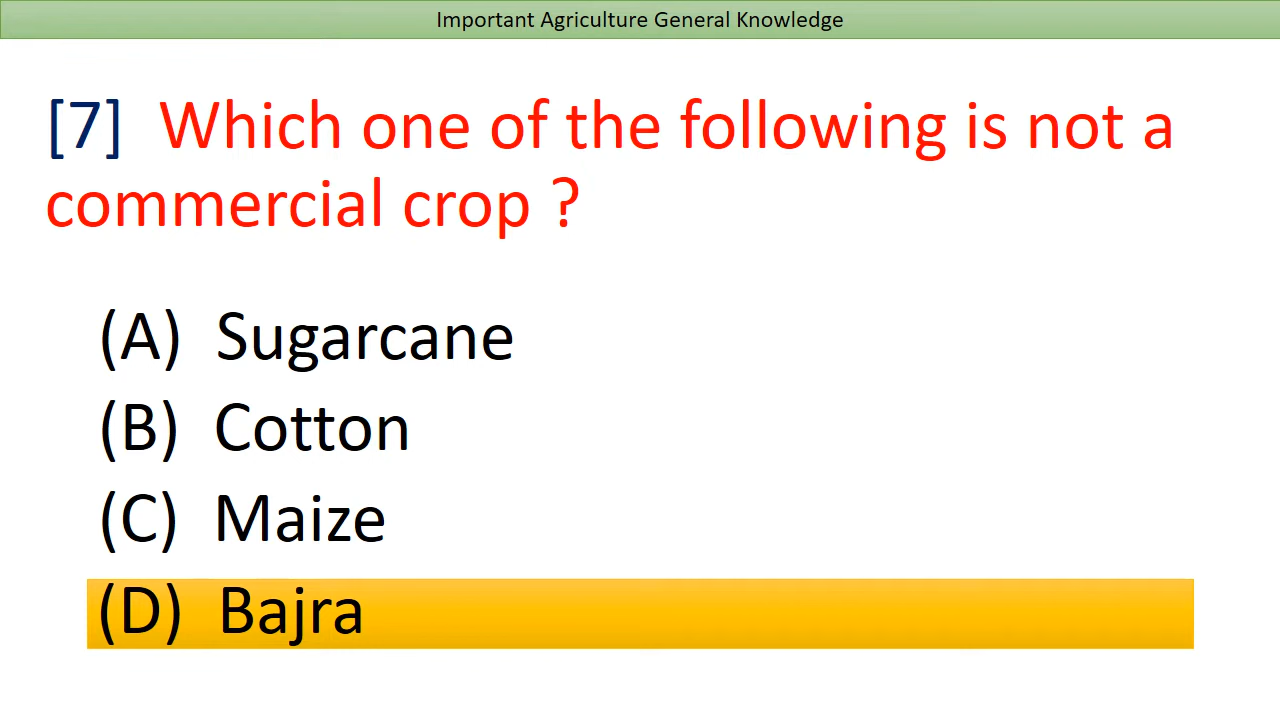 Important Agriculture General Knowledge
[7] Which one of the following is not a
commercial crop ?
(A) Sugarcane
(B) Cotton
(C) Maize
(D) Bajra